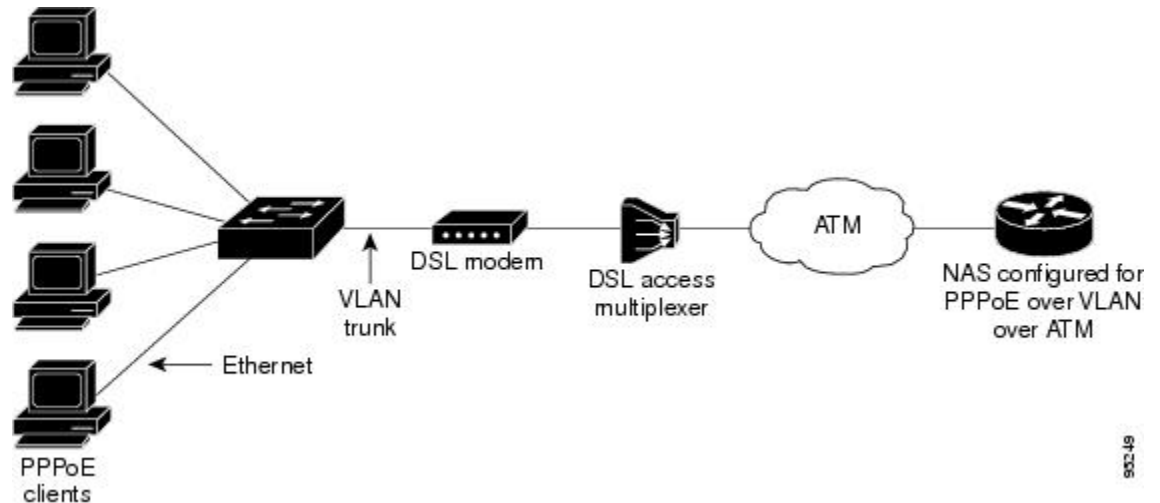 ATM
DSL modem
VLAN
trunk
DSL access
multiplexer
NAS configured for
PPPoE over VLAN
over ATM
Ethernet
PPPoE
clients
95249